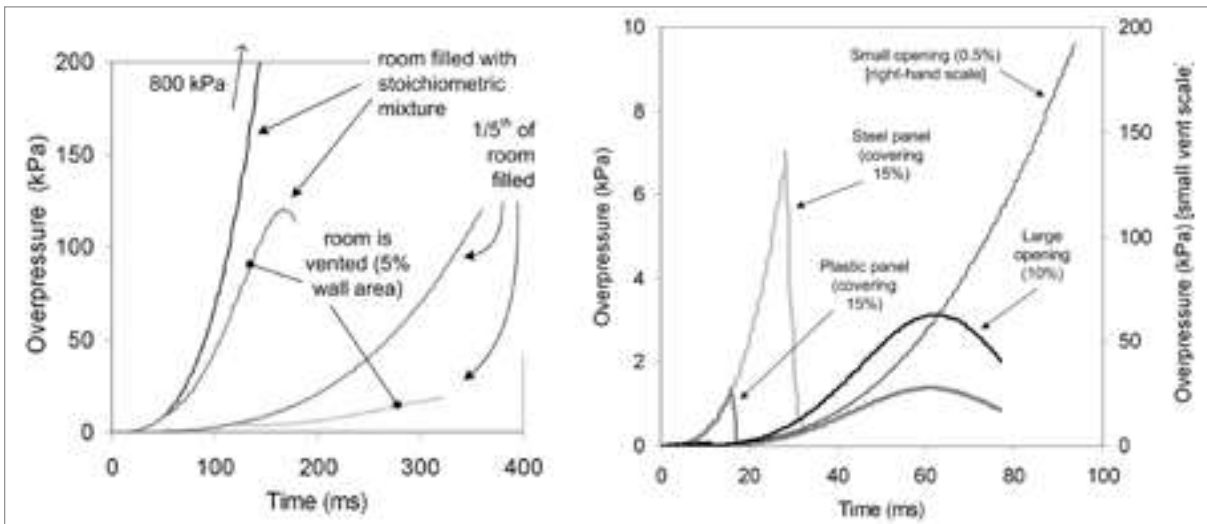 200
150
100
50
0
Overpressure (kPa)
800 kPa
room filled with
stoichiometric
mixture
1/5th of
room
filled
room is
vented (5%
wall area)
0 100 200 300 400
Time (ms)
10
8
6
4
2
0
Overpressure (kPa)
Small opening (0.5%)
[right-hand scale]
Steel panel
(covering
15%)
Plastic panel
(covering
15%)
Large
opening
(10%)
200
150
100
50
0
Overpressure (kPa) [small vent scale]
0 20 40 60 80 100
Time (ms)